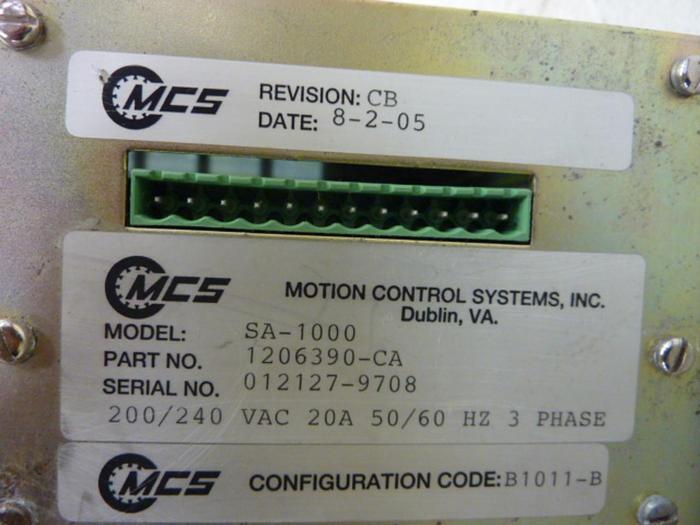 MCS
REVISION: CB
DATE: 8-2-05
MCS
MOTION CONTROL SYSTEMS, INC.
Dublin, VA.
MODEL: SA-1000
PART NO. 1206390-CA
SERIAL NO. 012127-9708
200/240 VAC 20A 50/60 HZ 3 PHASE
MCS
CONFIGURATION CODE: B1011-B